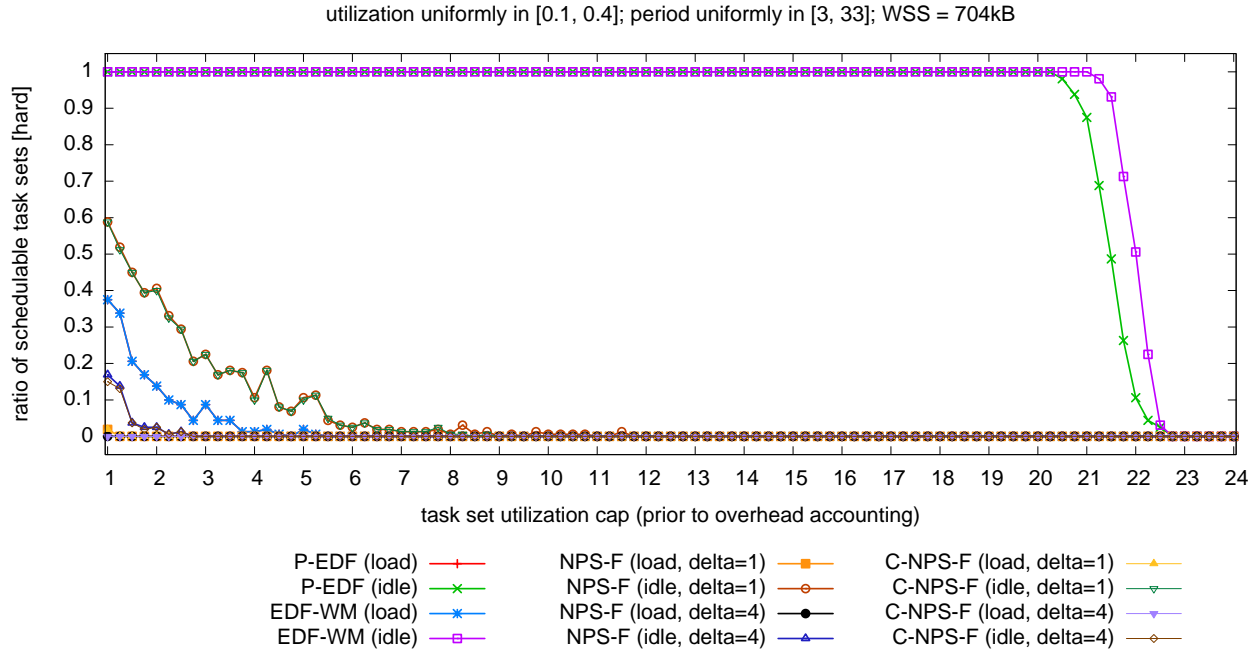 utilization uniformly in [0.1, 0.4]; period uniformly in [3, 33]; WSS = 704kB
ratio of schedulable task sets [hard]
1
0.9
0.8
0.7
0.6
0.5
0.4
0.3
0.2
0.1
0
1 2 3 4 5 6 7 8 9 10 11 12 13 14 15 16 17 18 19 20 21 22 23 24
task set utilization cap (prior to overhead accounting)
P-EDF (load) NPS-F (load, delta=1) C-NPS-F (load, delta=1)
P-EDF (idle) NPS-F (idle, delta=1) C-NPS-F (idle, delta=1)
EDF-WM (load) NPS-F (load, delta=4) C-NPS-F (load, delta=4)
EDF-WM (idle) NPS-F (idle, delta=4) C-NPS-F (idle, delta=4)